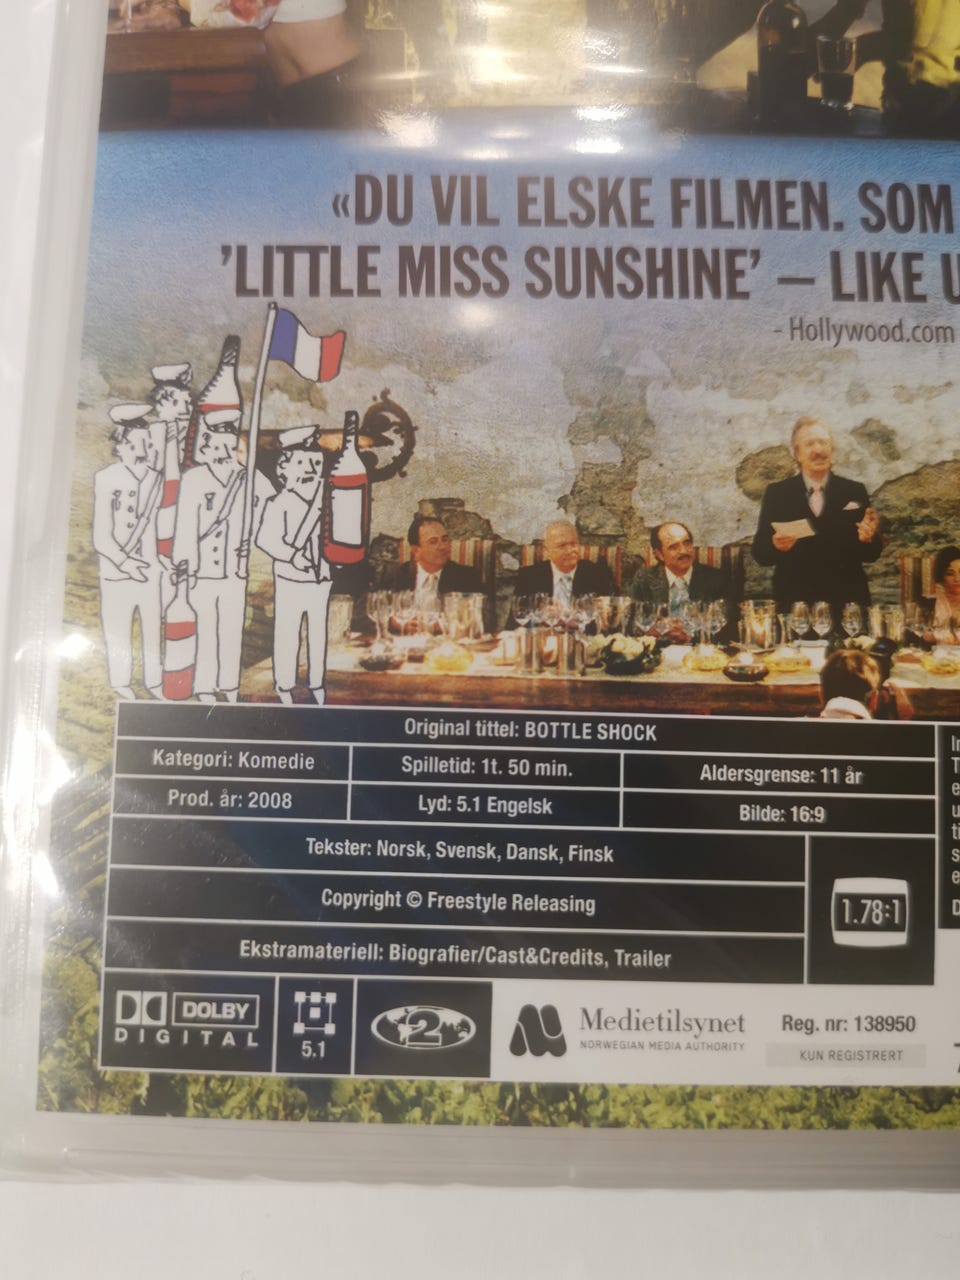 «DU VIL ELSKE FILMEN. SOM
'LITTLE MISS SUNSHINE' – LIKE
- Hollywood.com
Original tittel: BOTTLE SHOCK
Kategori: Komedie
Spilletid: 1t. 50 min.
Aldersgrense: 11 år
Prod. år: 2008
Lyd: 5.1 Engelsk
Bilde: 16:9
Tekster: Norsk, Svensk, Dansk, Finsk
1.78:1
Copyright © Freestyle Releasing
Ekstramateriell: Biografier/Cast&Credits, Trailer
DOLBY
DIGITAL
5.1
2
Medietilsynet
NORWEGIAN MEDIA AUTHORITY
Reg. nr: 138950
KUN REGISTRERT